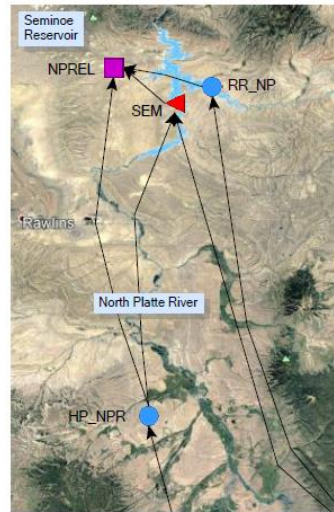 Seminoe
Reservoir
NPREL
RR_NP
SEM
Rawlins
North Platte River
HP_NPR